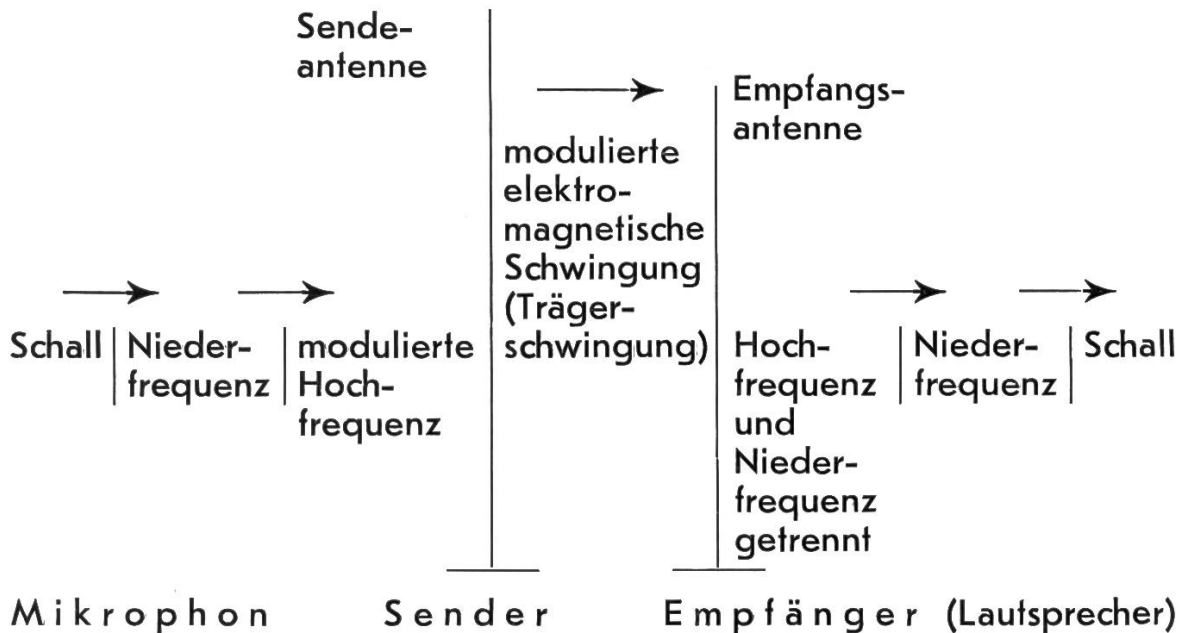 Sende-
antenne
Empfangs-
antenne
modulierte
elektro-
magnetische
Schwingung
(Träger-
schwingung)
Schall
Nieder-
frequenz
modulierte
Hoch-
frequenz
Hoch-
frequenz
und
Nieder-
frequenz
getrennt
Nieder-
frequenz
Schall
Mikrophon Sender Empfänger (Lautsprecher)